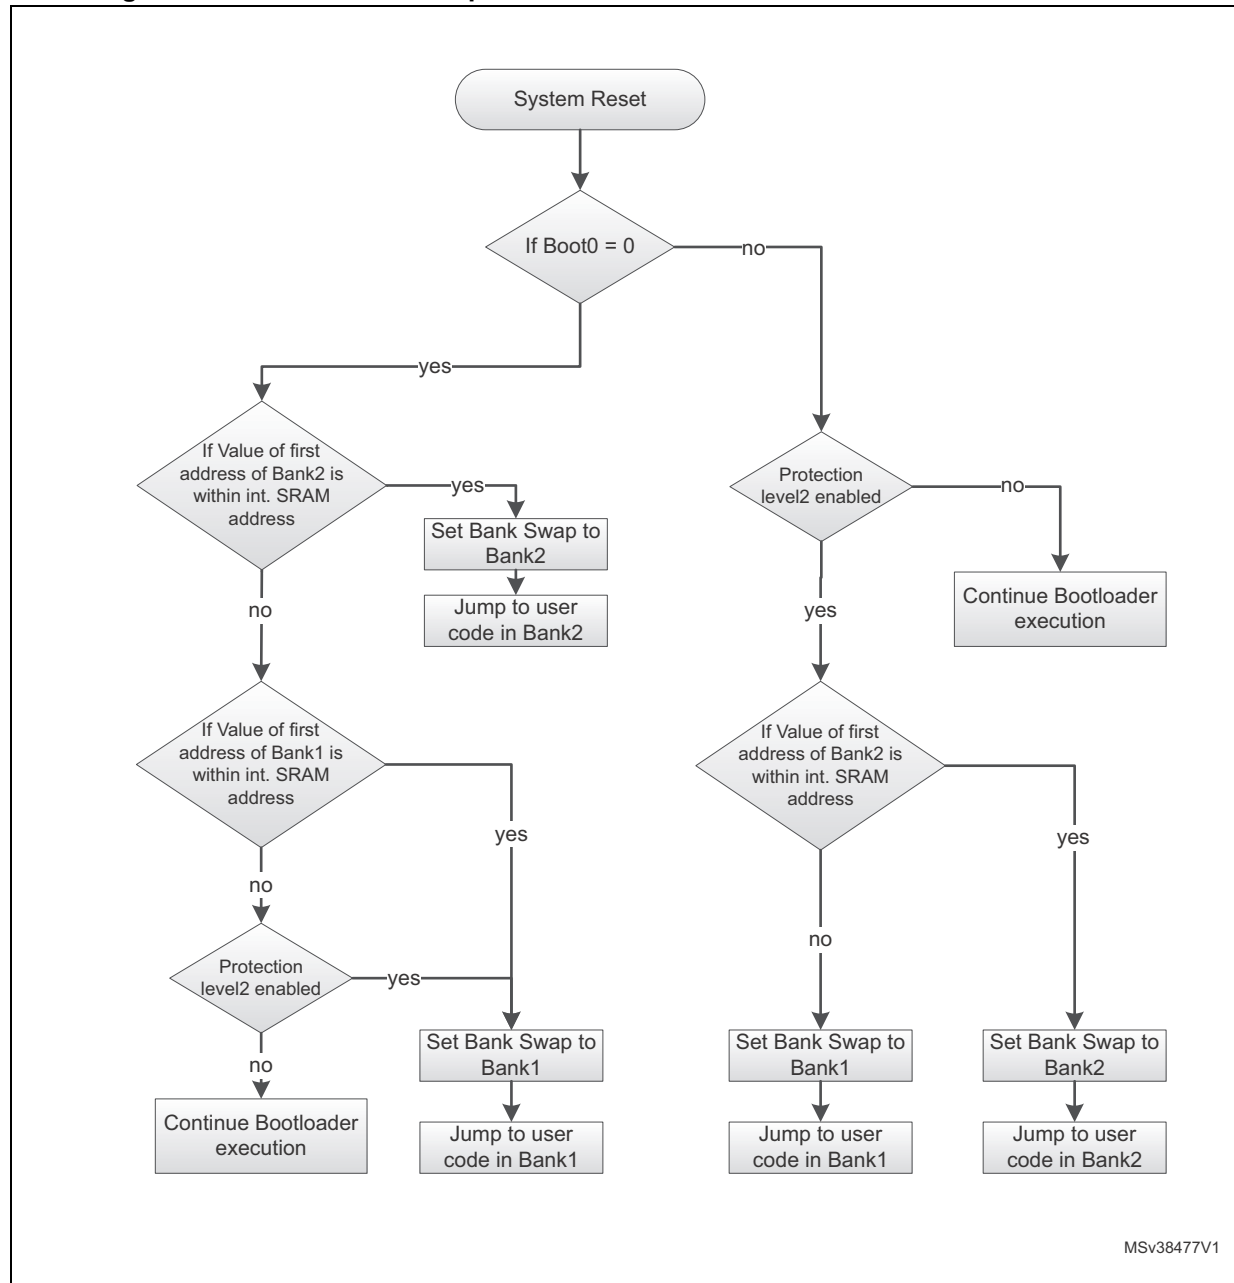 System Reset
If Boot0 = 0
no
yes
If Value of first
address of Bank2 is
within int. SRAM
address
yes
Set Bank Swap to
Bank2
Jump to user
code in Bank2
no
Protection
level2 enabled
no
Continue Bootloader
execution
yes
If Value of first
address of Bank1 is
within int. SRAM
address
yes
no
Protection
level2 enabled
yes
no
Continue Bootloader
execution
Set Bank Swap to
Bank1
Jump to user
code in Bank1
If Value of first
address of Bank2 is
within int. SRAM
address
yes
no
Set Bank Swap to
Bank1
Jump to user
code in Bank1
Set Bank Swap to
Bank2
Jump to user
code in Bank2
MSv38477V1